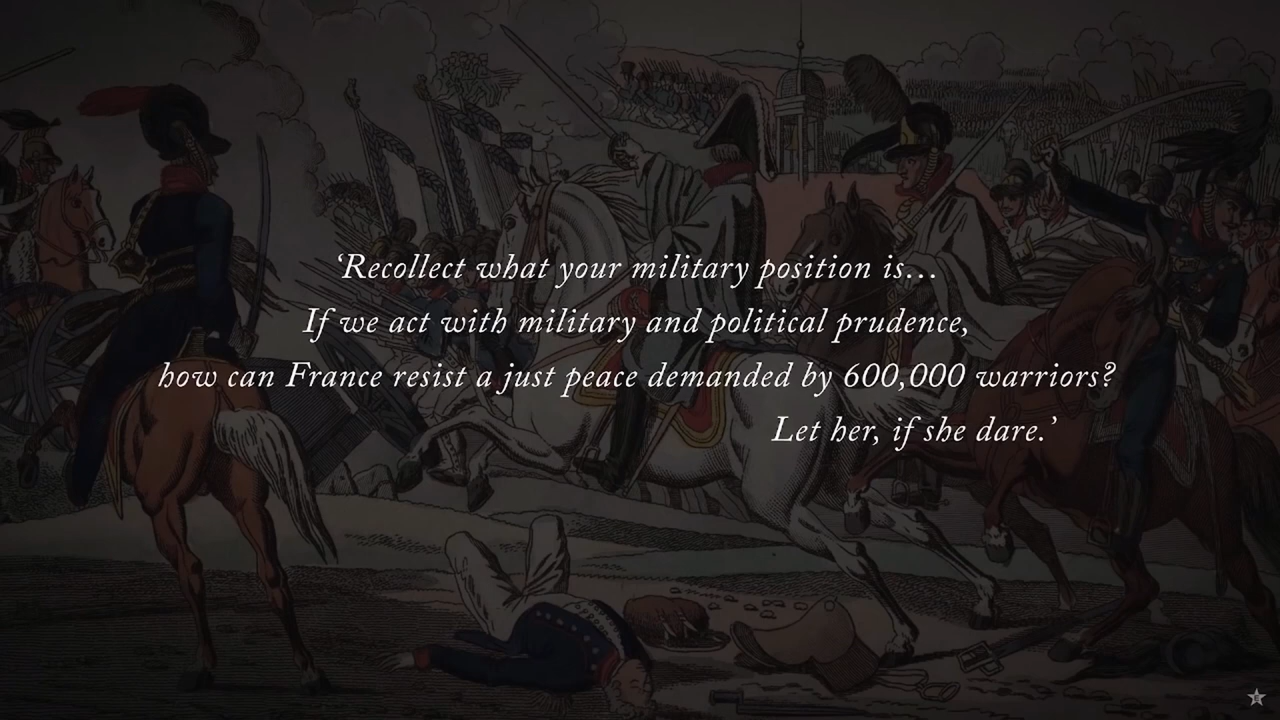 ‘Recollect what your military position is...
If we act with military and political prudence,
how can France resist a just peace demanded by 600,000 warriors?
Let her, if she dare.’